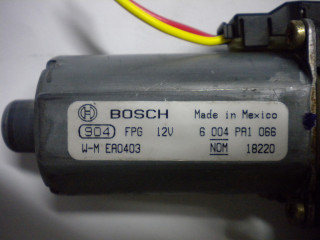 BOSCH Made in Mexico
904 FPG 12V 6 004 PA1 066
W-M ER0403 NOM 18220